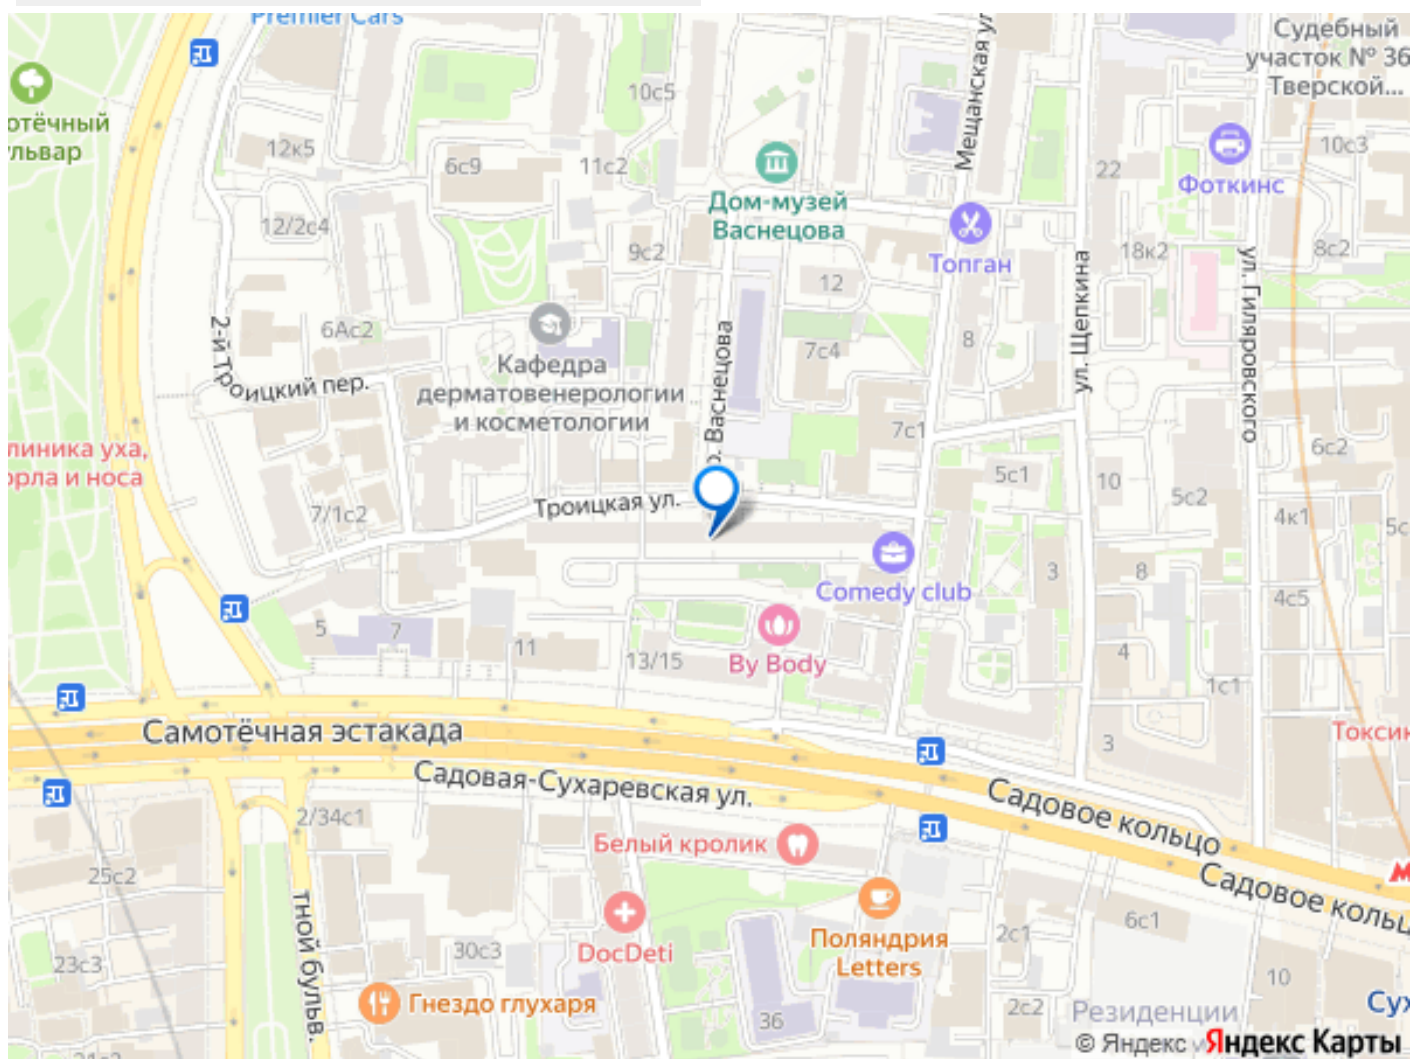 Premier Cars
Судебный
участок № 36
Тверской...
10с5
Мещанская ул
отёчный
львар
12к5
6с9
11с2
22
Фоткинс
10с3
Дом-музей
Васнецова
12/2с4
9с2
Топган
18к2
8с2
12
6Ас2
7с4
8
2-й Троицкий пер.
Кафедра
дерматовенерологии
и косметологии
р. Васнецова
ул. Щепкина
ул. Гиляровского
7с1
линика уха,
орла и носа
6с2
5с1
10
5с2
Троицкая ул.
7/1с2
4к1
5с
Comedy club
3
8
4с5
5
7
11
13/15
By Body
4
1с1
Самотёчная эстакада
3
Токсик
Садовая-Сухаревская ул.
Садовое кольцо
2/34с1
Белый кролик
25с2
Садовое кольц
тной бульв.
6с1
30с3
DocDeti
Поляндрия
Letters
2с1
23с3
10
Гнездо глухаря
36
2с2
Резиденции
Сух
© Яндекс
Яндекс Карты